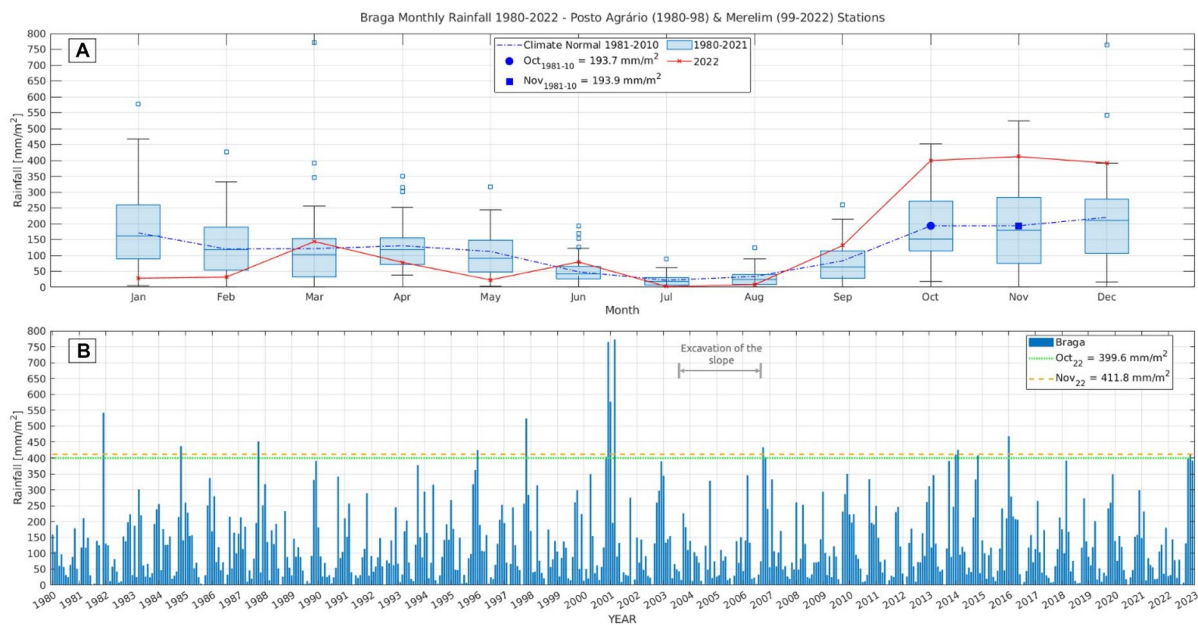 Braga Monthly Rainfall 1980-2022 - Posto Agrário (1980-98) & Merelim (99-2022) Stations
A
Climate Normal 1981-2010
Oct1981-10 = 193.7 mm/m2
Nov1981-10 = 193.9 mm/m2
1980-2021
2022
Rainfall [mm/m2]
800
750
700
650
600
550
500
450
400
350
300
250
200
150
100
50
0
Jan Feb Mar Apr May Jun Jul Aug Sep Oct Nov Dec
Month
B
Excavation of the
slope
Braga
Oct22 = 399.6 mm/m2
Nov22 = 411.8 mm/m2
Rainfall [mm/m2]
800
750
700
650
600
550
500
450
400
350
300
250
200
150
100
50
0
1980 1981 1982 1983 1984 1985 1986 1987 1988 1989 1990 1991 1992 1993 1994 1995 1996 1997 1998 1999 2000 2001 2002 2003 2004 2005 2006 2007 2008 2009 2010 2011 2012 2013 2014 2015 2016 2017 2018 2019 2020 2021 2022 2023
YEAR